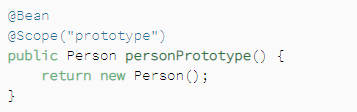 @Bean
@Scope("prototype")
public Person personPrototype() {
    return new Person();
}